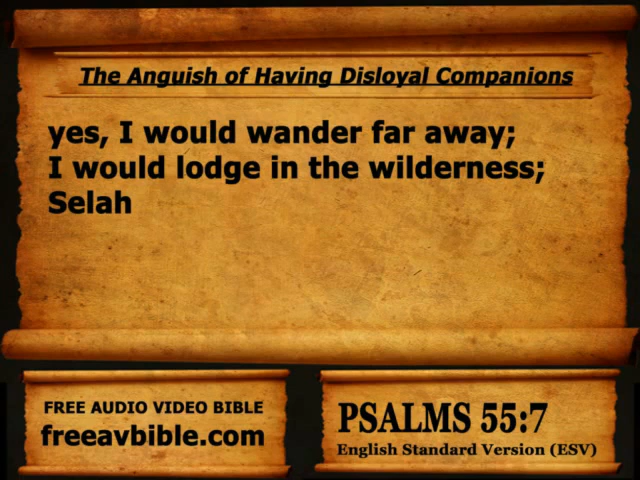 The Anguish of Having Disloyal Companions
yes, I would wander far away;
I would lodge in the wilderness;
Selah
FREE AUDIO VIDEO BIBLE
freeavbible.com
PSALMS 55:7
English Standard Version (ESV)